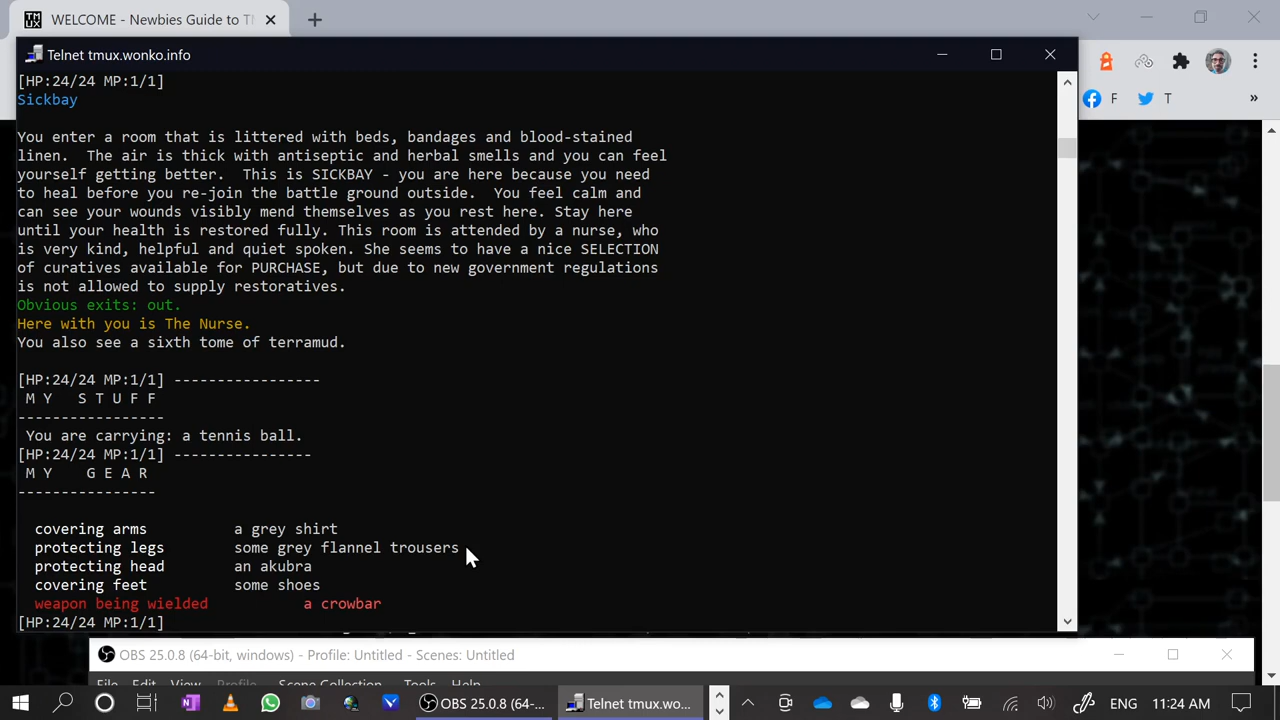 WELCOME - Newbies Guide to TM
Telnet tmux.wonko.info
[HP:24/24 MP:1/1]
Sickbay
You enter a room that is littered with beds, bandages and blood-stained
linen.  The air is thick with antiseptic and herbal smells and you can feel
yourself getting better.  This is SICKBAY - you are here because you need
to heal before you re-join the battle ground outside.  You feel calm and
can see your wounds visibly mend themselves as you rest here. Stay here
until your health is restored fully. This room is attended by a nurse, who
is very kind, helpful and quiet spoken. She seems to have a nice SELECTION
of curatives available for PURCHASE, but due to new government regulations
is not allowed to supply restoratives.
Obvious exits: out.
Here with you is The Nurse.
You also see a sixth tome of terramud.
[HP:24/24 MP:1/1] -----------------
M Y   S T U F F
-----------------
You are carrying: a tennis ball.
[HP:24/24 MP:1/1] ----------------
M Y    G E A R
----------------
covering arms a grey shirt
protecting legs some grey flannel trousers
protecting head an akubra
covering feet some shoes
weapon being wielded a crowbar
[HP:24/24 MP:1/1]
F T »
OBS 25.0.8 (64-bit, windows) - Profile: Untitled - Scenes: Untitled
File Edit View Profile Scene Collection Tools Help
OBS 25.0.8 (64-... Telnet tmux.wo... ENG 11:24 AM